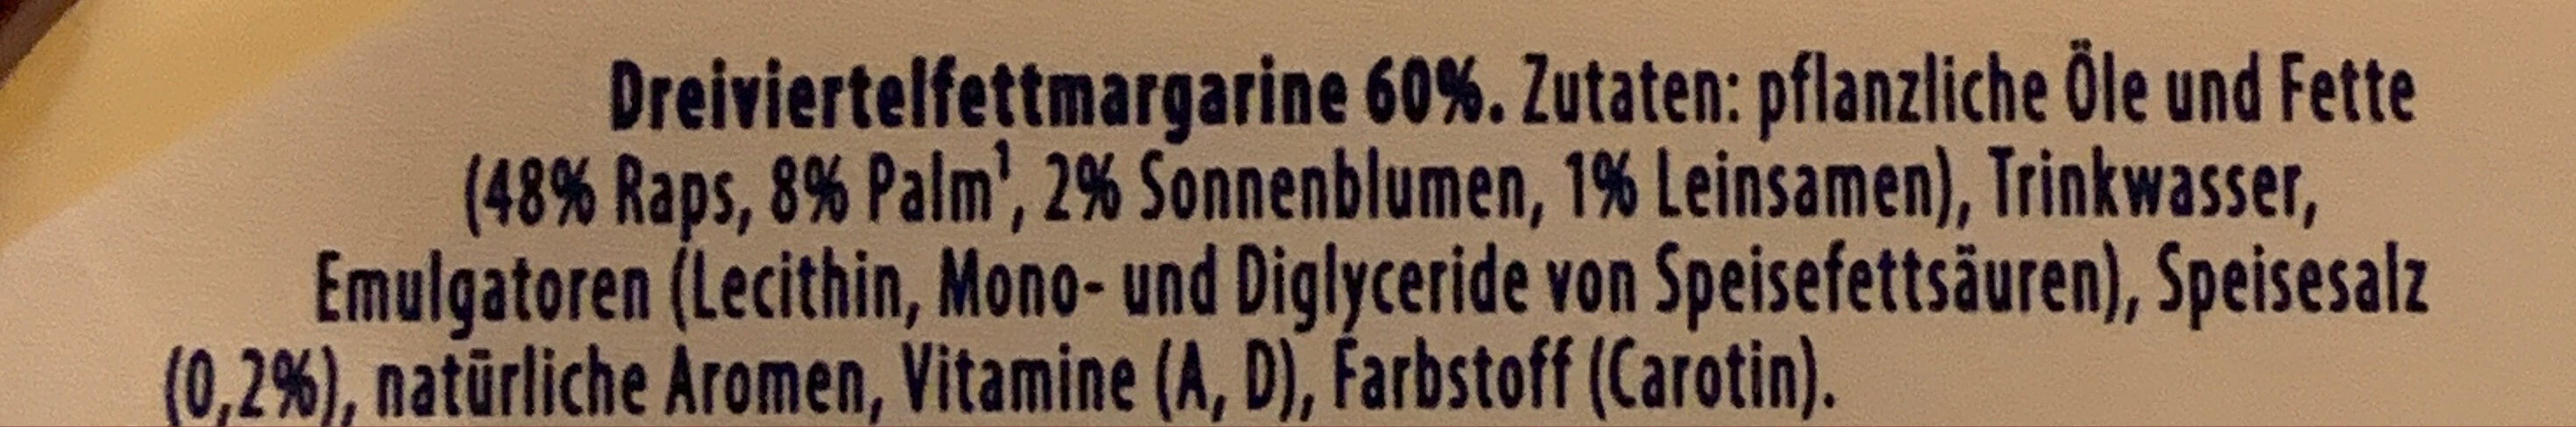 Dreiviertelfettmargarine 60%. Zutaten: pflanzliche Öle und Fette
(48% Raps, 8% Palm¹, 2% Sonnenblumen, 1% Leinsamen), Trinkwasser,
Emulgatoren (Lecithin, Mono- und Diglyceride von Speisefettsäuren), Speisesalz
(0,2%), natürliche Aromen, Vitamine (A, D), Farbstoff (Carotin).